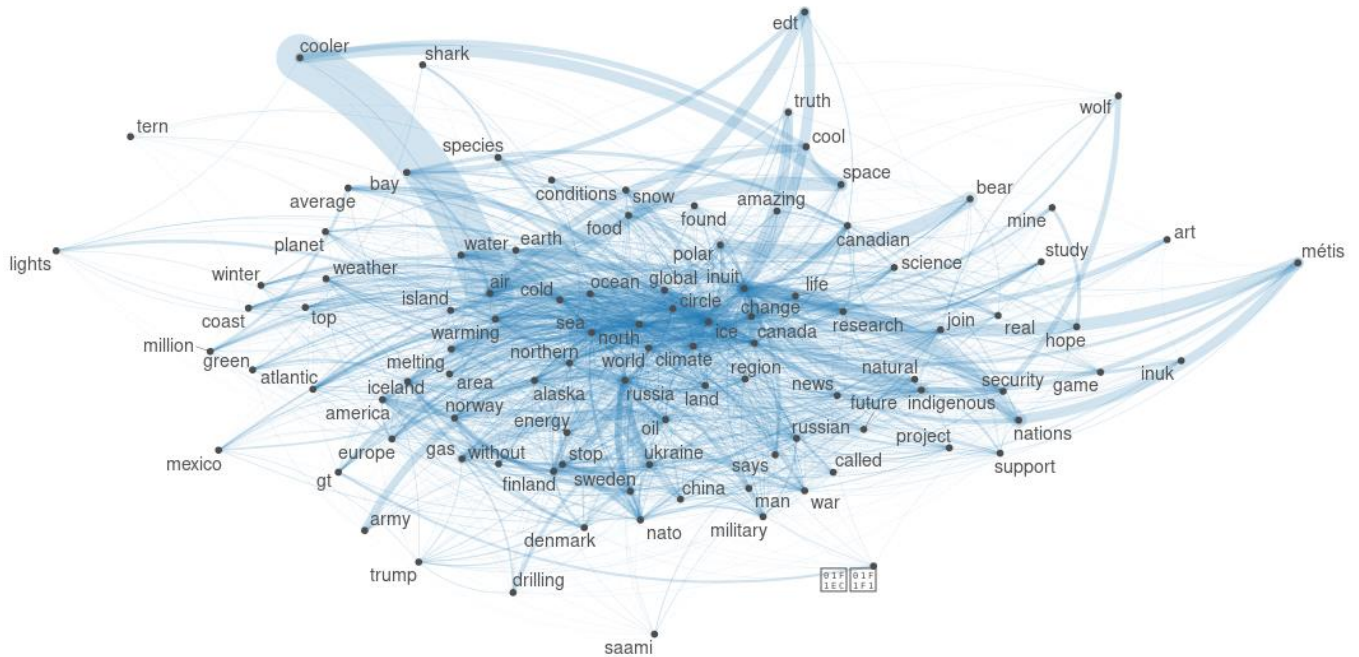 edt
cooler
shark
truth
wolf
tern
cool
species
space
bay
conditions
snow
amazing
bear
average
found
mine
food
art
planet
water
earth
polar
canadian
study
métis
lights
winter
weather
science
air
cold
ocean
global
inuit
life
island
circle
change
coast
top
sea
research
join
real
warming
north
ice
canada
hope
million
green
melting
northern
world
climate
atlantic
iceland
area
alaska
russia
region
news
natural
security
game
inuk
land
future
indigenous
america
norway
energy
oil
russian
project
nations
europe
gas
without
stop
ukraine
says
called
support
mexico
gt
finland
sweden
china
man
war
army
denmark
nato
military
trump
drilling
01F1EC 01F1F1
saami